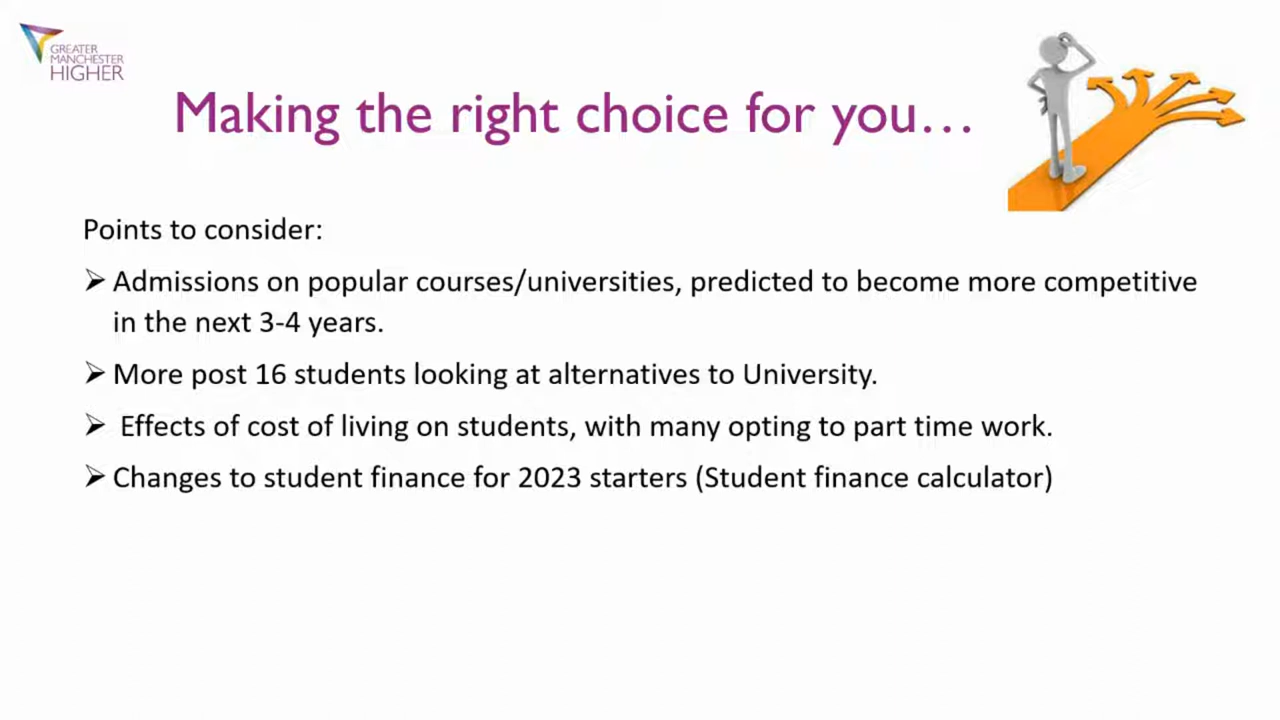 GREATER
MANCHESTER
HIGHER
Making the right choice for you...
Points to consider:
➢ Admissions on popular courses/universities, predicted to become more competitive
in the next 3-4 years.
➢ More post 16 students looking at alternatives to University.
➢ Effects of cost of living on students, with many opting to part time work.
➢ Changes to student finance for 2023 starters (Student finance calculator)